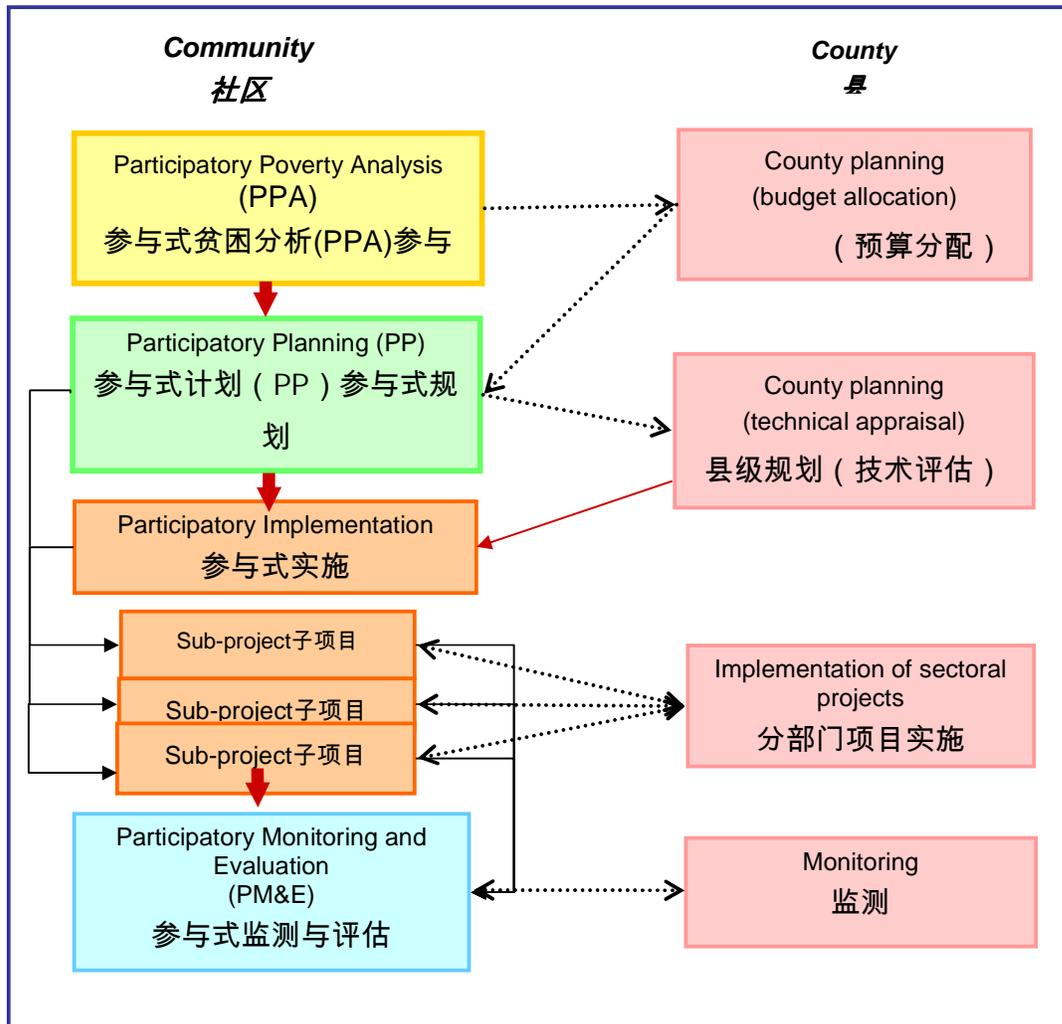 Community
社区
Participatory Poverty Analysis
(PPA)
参与式贫困分析(PPA)参与
Participatory Planning (PP)
参与式计划（PP）参与式规
划
Participatory Implementation
参与式实施
Sub-project子项目
Sub-project子项目
Sub-project子项目
Participatory Monitoring and
Evaluation
(PM&E)
参与式监测与评估
County
县
County planning
(budget allocation)
（预算分配）
County planning
(technical appraisal)
县级规划（技术评估）
Implementation of sectoral
projects
分部门项目实施
Monitoring
监测